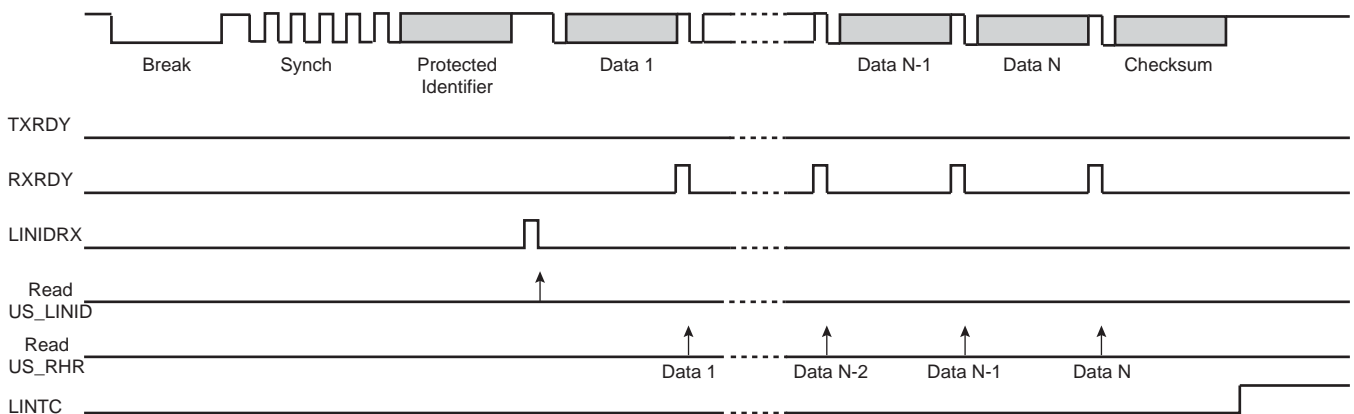 Break Synch Protected Identifier Data 1 Data N-1 Data N Checksum
TXRDY
RXRDY
LINIDRX
Read
US_LINID
Read
US_RHR
Data 1 Data N-2 Data N-1 Data N
LINTC